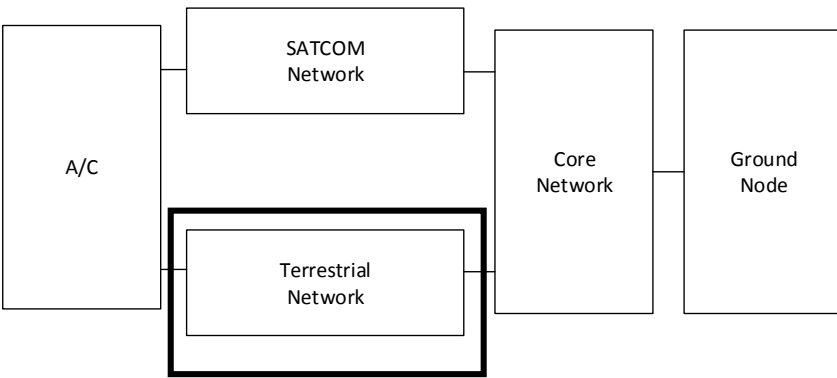 SATCOM
Network
A/C
Core
Network
Ground
Node
Terrestrial
Network